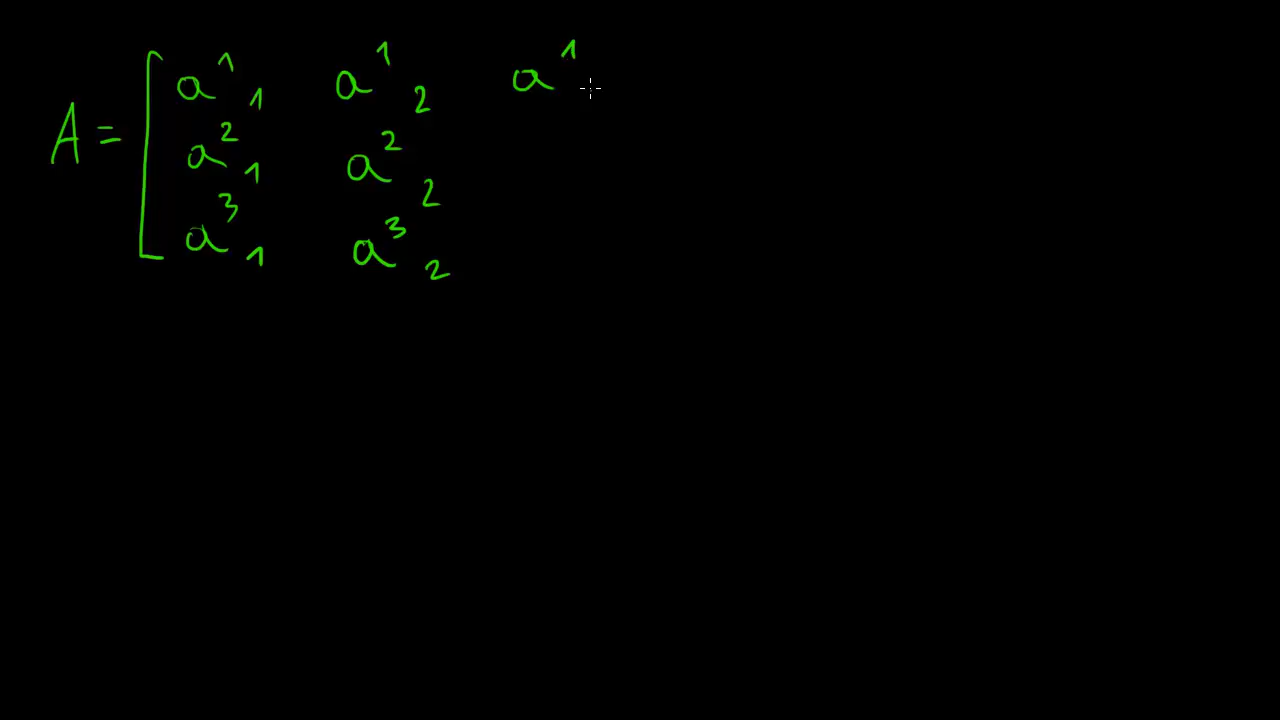 A = [ a¹₁ a¹₂ a¹
a²₁ a²₂
a³₁ a³₂